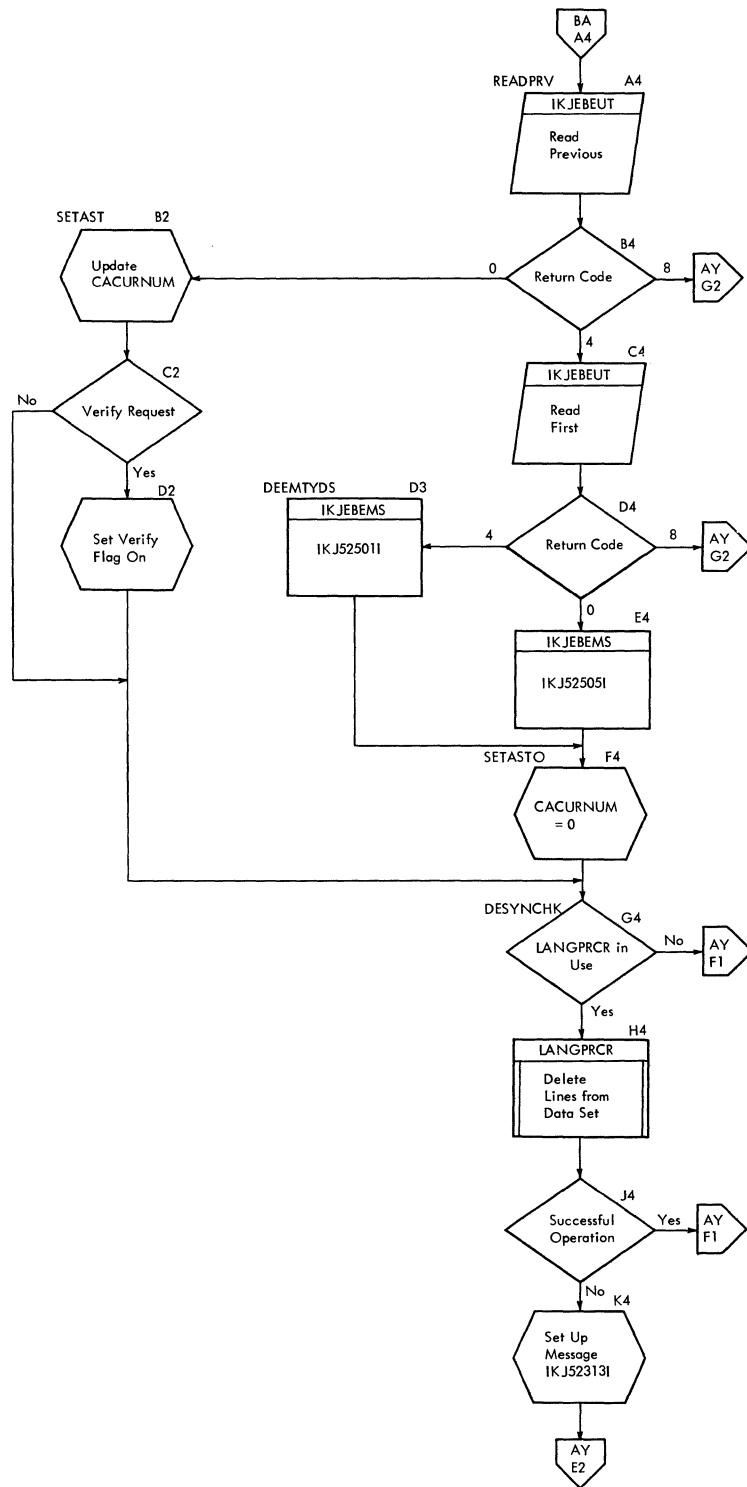 BA
A4
READPRV
A4
IKJEBEUT
Read
Previous
B4
Return Code
0
8
AY
G2
4
SETAST
B2
Update
CACURNUM
C2
Verify Request
No
Yes
D2
Set Verify
Flag On
C4
IKJEBEUT
Read
First
D4
Return Code
4
8
AY
G2
0
DEEMTYDS
D3
IKJEBEMS
IKJ52501I
E4
IKJEBEMS
IKJ52505I
SETASTO
F4
CACURNUM
= 0
DESYNCHK
G4
LANGPRCR in
Use
No
AY
F1
Yes
H4
LANGPRCR
Delete
Lines from
Data Set
J4
Successful
Operation
Yes
AY
F1
No
K4
Set Up
Message
IKJ52313I
AY
E2